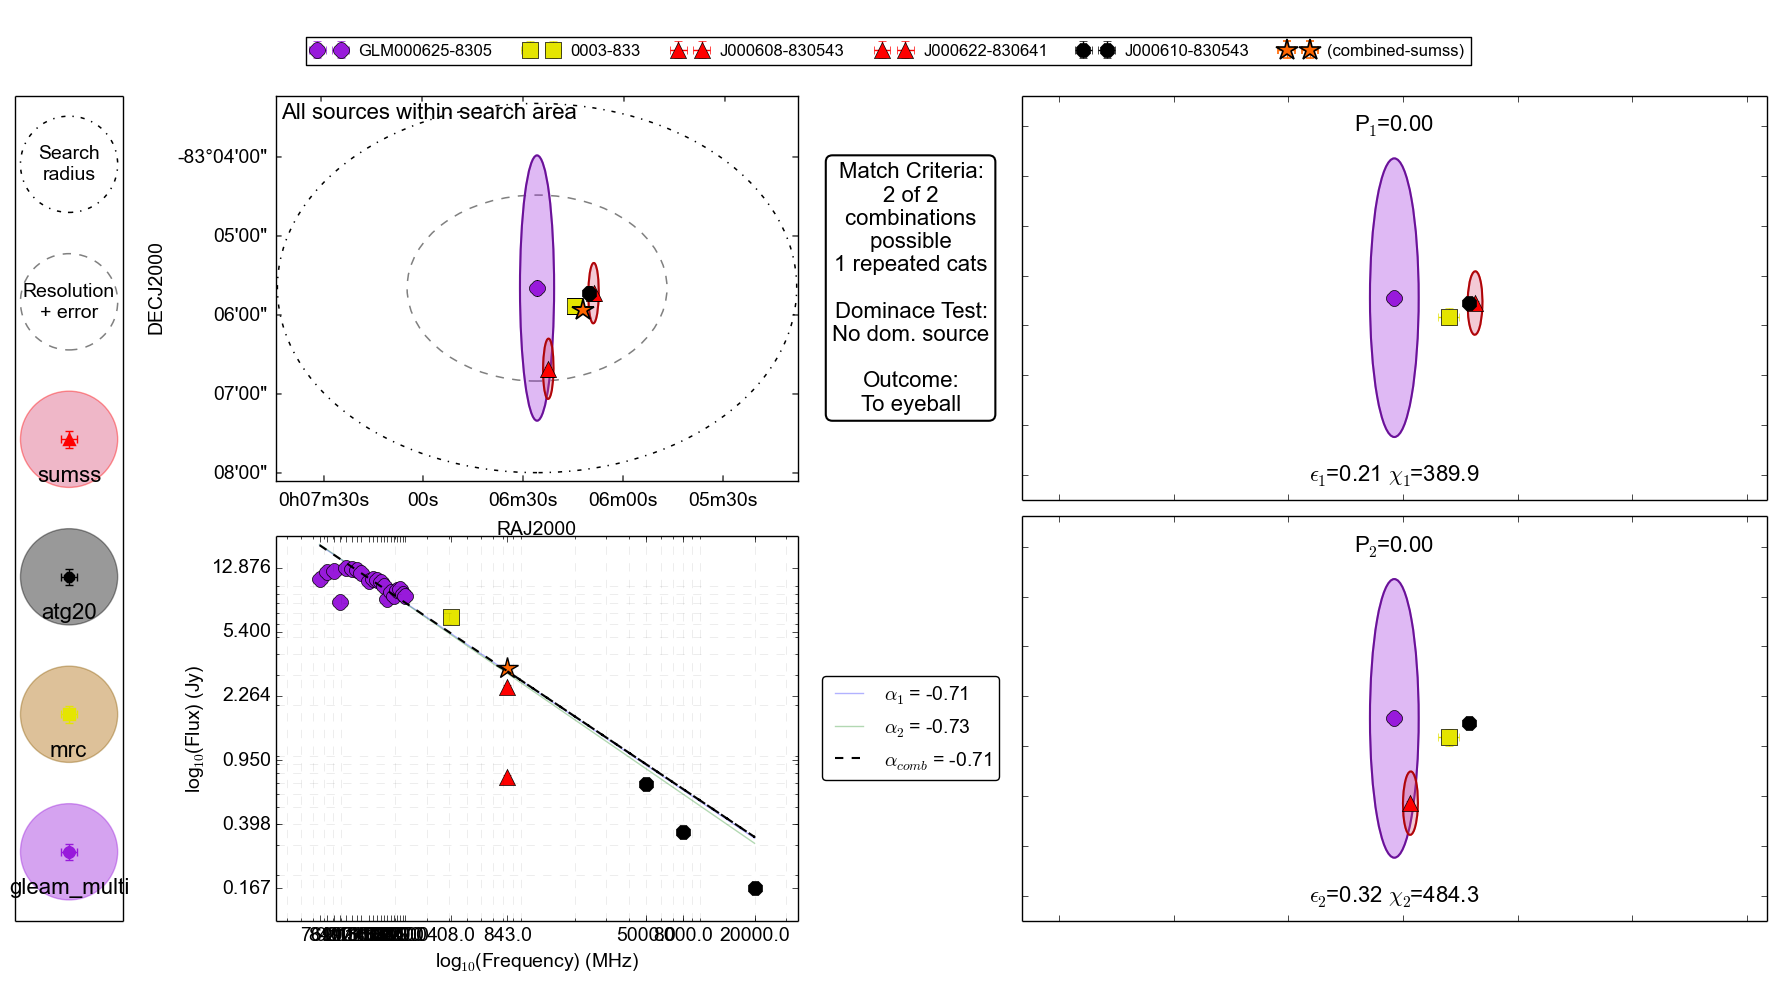 GLM000625-8305
0003-833
J000608-830543
J000622-830641
J000610-830543
(combined-sumss)
Search
radius
Resolution
+ error
sumss
atg20
mrc
gleam_multi
All sources within search area
DECJ2000
-83°04'00"
05'00"
06'00"
07'00"
08'00"
0h07m30s
00s
06m30s
06m00s
05m30s
RAJ2000
Match Criteria:
2 of 2
combinations
possible
1 repeated cats
Dominace Test:
No dom. source
Outcome:
To eyeball
P₁=0.00
ϵ₁=0.21 χ₁=389.9
P₂=0.00
ϵ₂=0.32 χ₂=484.3
log₁₀(Flux) (Jy)
12.876
5.400
2.264
0.950
0.398
0.167
408.0
843.0
5000.0
8000.0
20000.0
log₁₀(Frequency) (MHz)
α₁ = -0.71
α₂ = -0.73
α_comb = -0.71